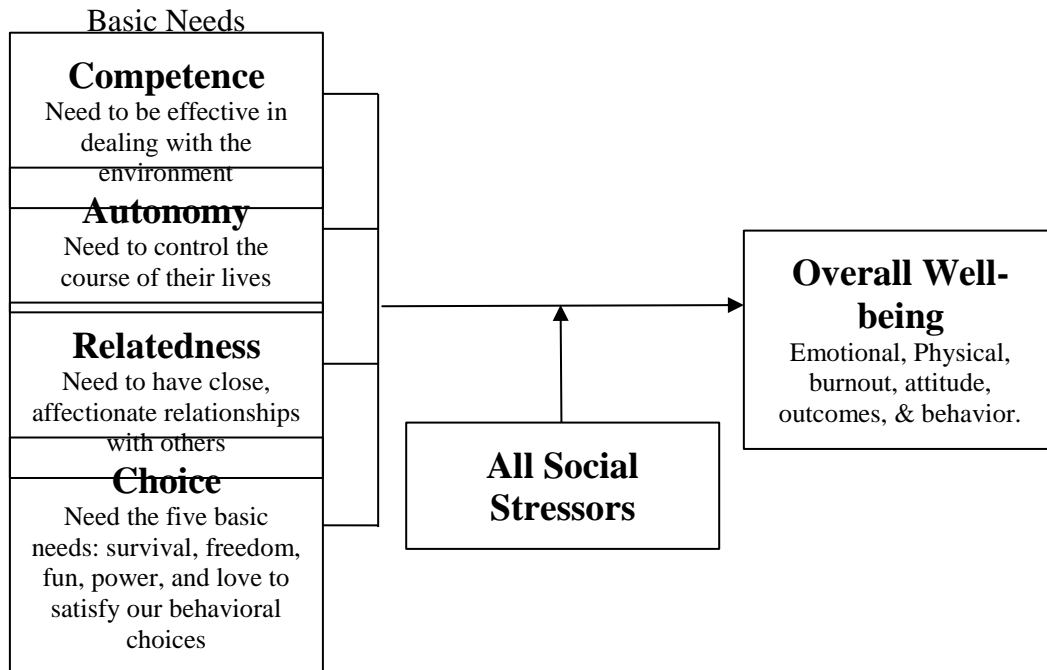 Basic Needs
Competence
Need to be effective in
dealing with the
environment
Autonomy
Need to control the
course of their lives
Relatedness
Need to have close,
affectionate relationships
with others
Choice
Need the five basic
needs: survival, freedom,
fun, power, and love to
satisfy our behavioral
choices
All Social
Stressors
Overall Well-
being
Emotional, Physical,
burnout, attitude,
outcomes, & behavior.